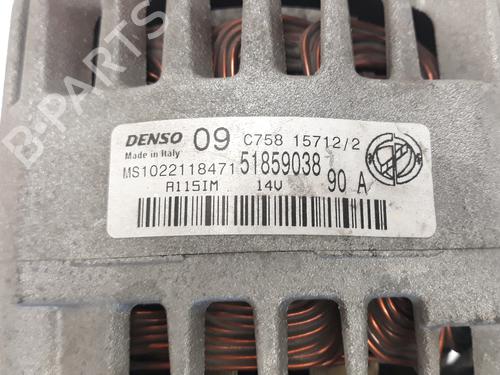 B-PARTS
DENSO 09 C758 15712/2
Made in Italy
MS1022118471 51859038
A115IM 14V 90 A